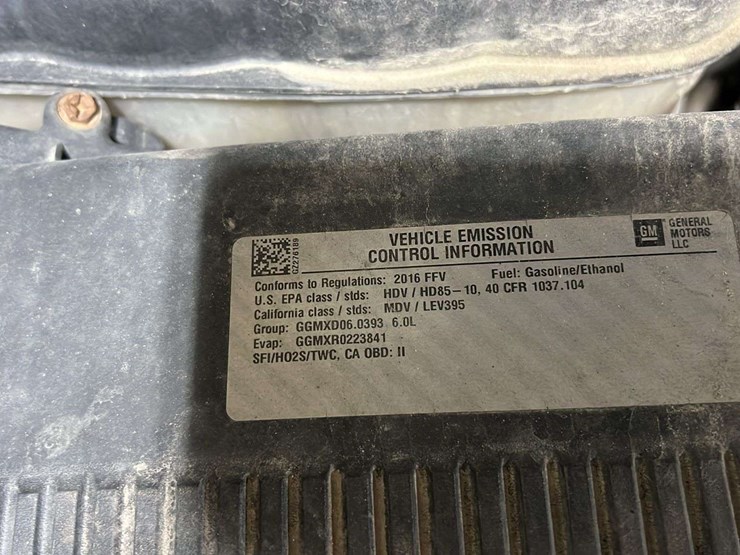 GZ276189
VEHICLE EMISSION
CONTROL INFORMATION
GM
GENERAL
MOTORS
LLC
Conforms to Regulations: 2016 FFV Fuel: Gasoline/Ethanol
U.S. EPA class / stds: HDV / HD85-10, 40 CFR 1037.104
California class / stds: MDV / LEV395
Group: GGMXD06.0393 6.0L
Evap: GGMXR0223841
SFI/HO2S/TWC, CA OBD: II